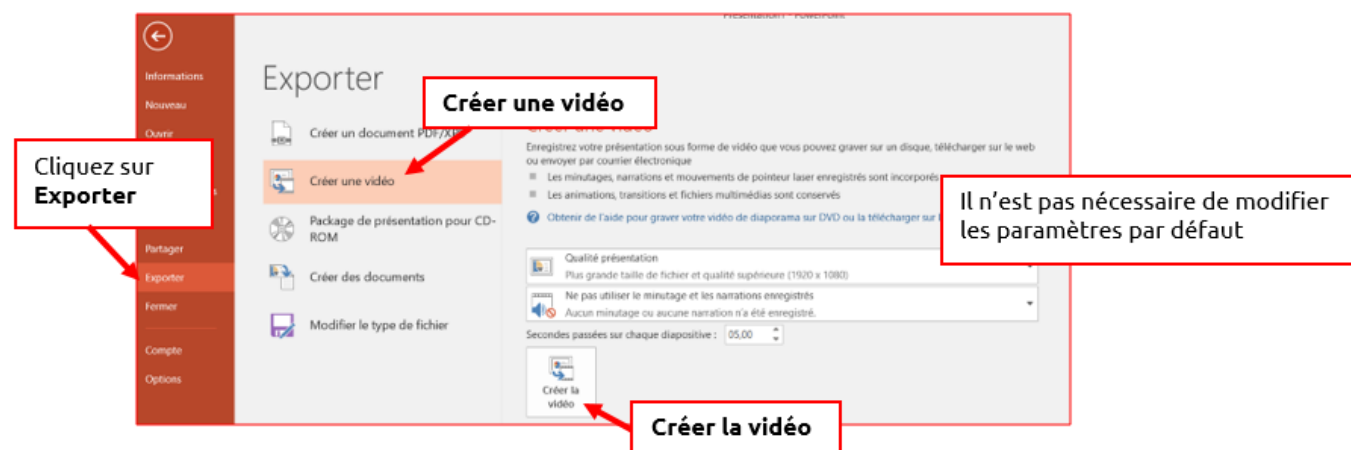 Présentation1 - PowerPoint
Informations
Nouveau
Ouvrir
Partager
Exporter
Fermer
Compte
Options
Cliquez sur
Exporter
Exporter
Créer un document PDF/XP
Créer une vidéo
Package de présentation pour CD-
ROM
Créer des documents
Modifier le type de fichier
Créer une vidéo
Créer une vidéo
Enregistrez votre présentation sous forme de vidéo que vous pouvez graver sur un disque, télécharger sur le web
ou envoyer par courrier électronique
Les minutages, narrations et mouvements de pointeur laser enregistrés sont incorporés
Les animations, transitions et fichiers multimédias sont conservés
Obtenir de l'aide pour graver votre vidéo de diaporama sur DVD ou la télécharger sur
Il n'est pas nécessaire de modifier
les paramètres par défaut
Qualité présentation
Plus grande taille de fichier et qualité supérieure (1920 x 1080)
Ne pas utiliser le minutage et les narrations enregistrés
Aucun minutage ou aucune narration n'a été enregistré.
Secondes passées sur chaque diapositive : 05,00
Créer la
vidéo
Créer la vidéo